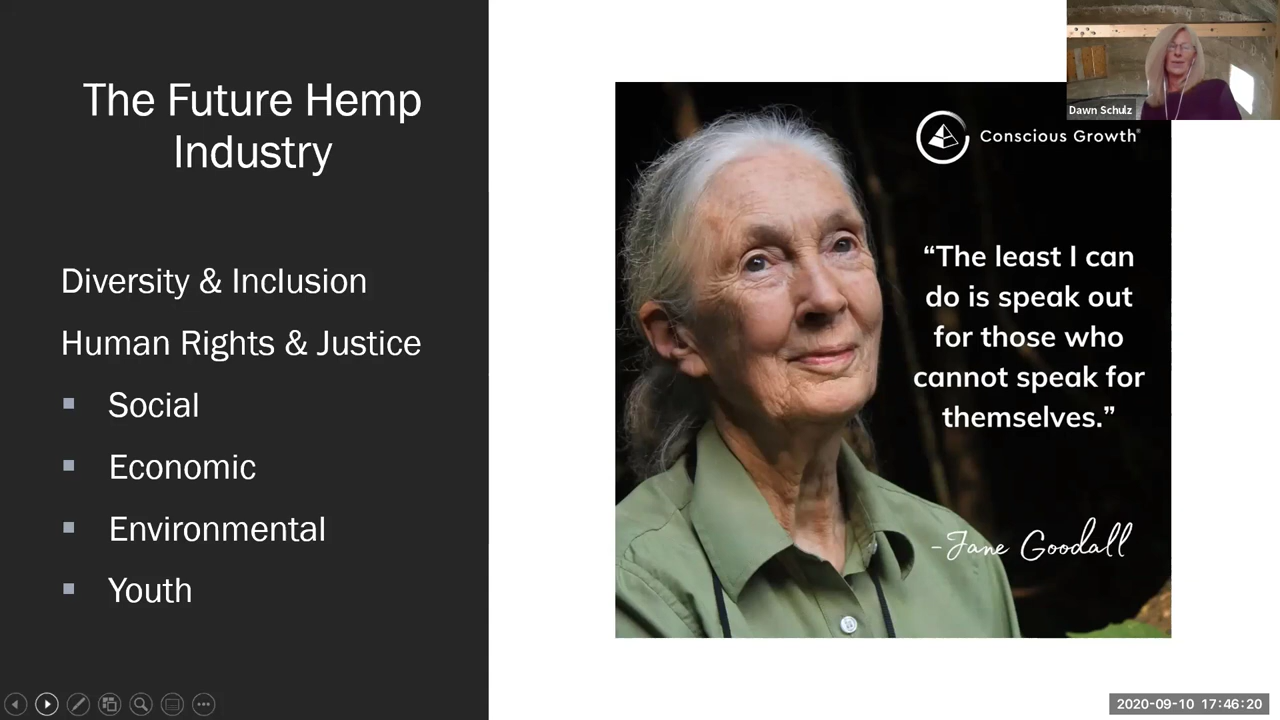 The Future Hemp
Industry
Diversity & Inclusion
Human Rights & Justice
▪ Social
▪ Economic
▪ Environmental
▪ Youth
Conscious Growth
“The least I can
do is speak out
for those who
cannot speak for
themselves.”
-Jane Goodall
Dawn Schulz
2020-09-10 17:46:20